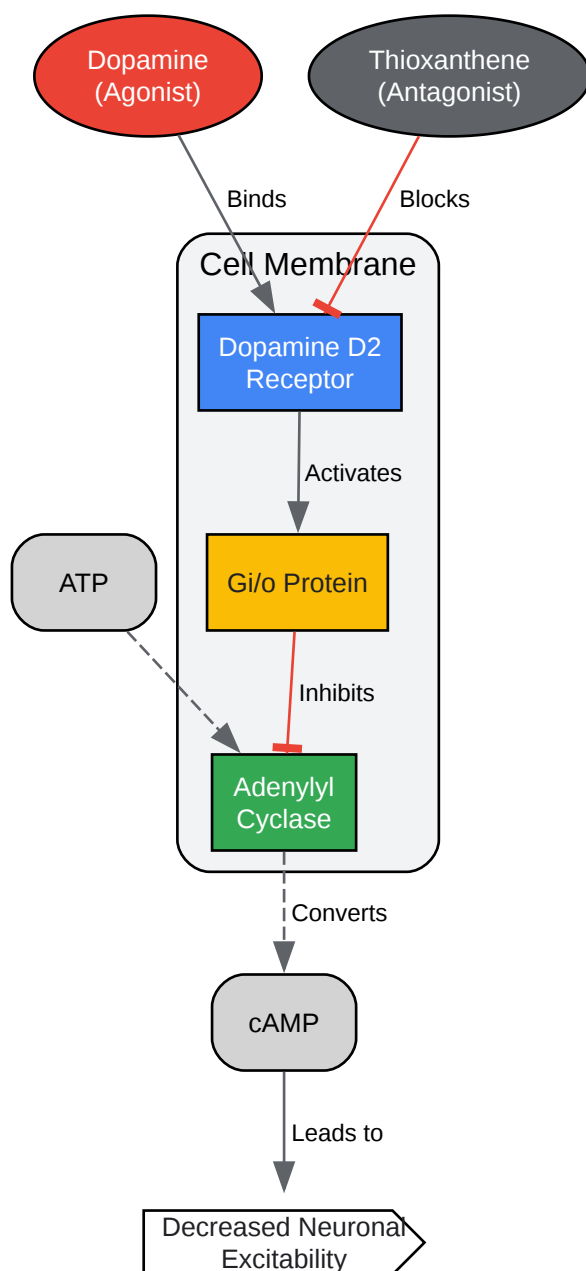 Dopamine
(Agonist)
Thioxanthene
(Antagonist)
Binds
Blocks
Cell Membrane
Dopamine D2
Receptor
Activates
ATP
Gi/o Protein
Inhibits
Adenylyl
Cyclase
Converts
cAMP
Leads to
Decreased Neuronal
Excitability